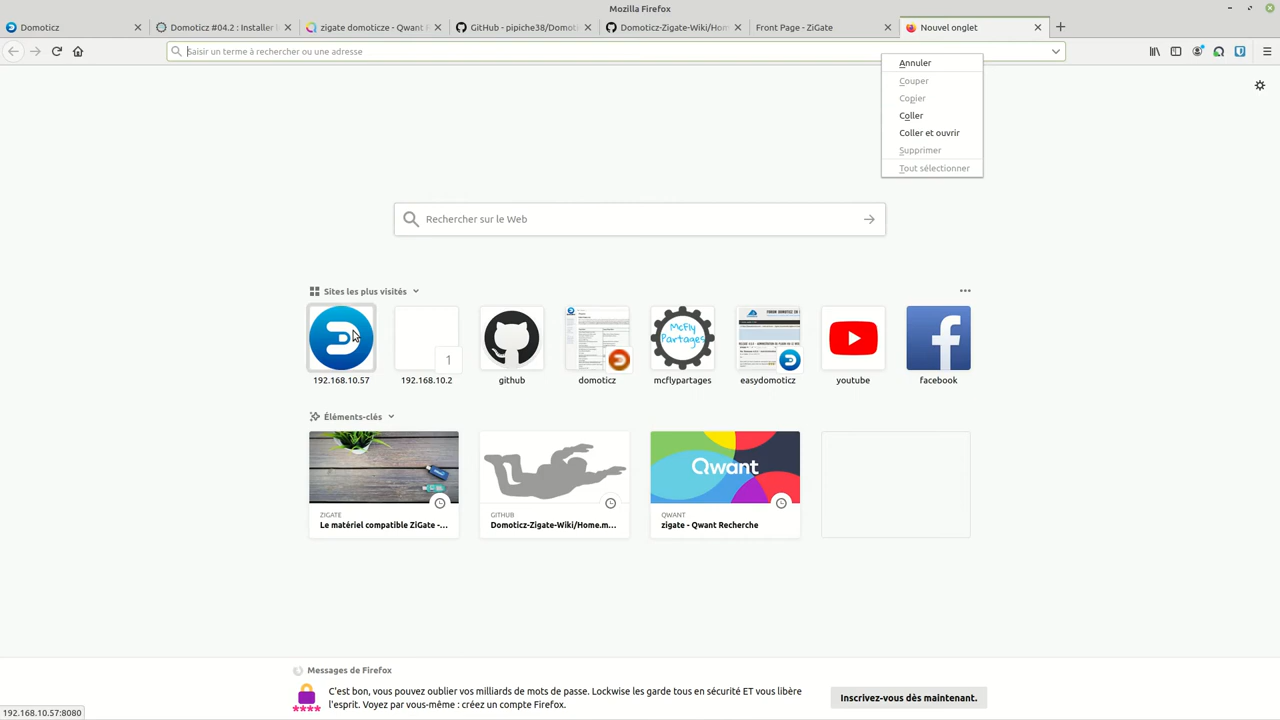 Mozilla Firefox
Domoticz
Domoticz #04.2 : Installer
zigate domoticze - Qwant R
GitHub - pipiche38/Domoti
Domoticz-Zigate-Wiki/Home
Front Page - ZiGate
Nouvel onglet
Saisir un terme à rechercher ou une adresse
Annuler
Couper
Copier
Coller
Coller et ouvrir
Supprimer
Tout sélectionner
Rechercher sur le Web
Sites les plus visités
1
McFly
Partages
192.168.10.57
192.168.10.2
github
domoticz
mcflypartages
easydomoticz
youtube
facebook
Éléments-clés
Qwant
ZIGATE
Le matériel compatible ZiGate -...
GITHUB
Domoticz-Zigate-Wiki/Home.m...
QWANT
zigate - Qwant Recherche
Messages de Firefox
C'est bon, vous pouvez oublier vos milliards de mots de passe. Lockwise les garde tous en sécurité ET vous libère
l'esprit. Voyez par vous-même : créez un compte Firefox.
Inscrivez-vous dès maintenant.
192.168.10.57:8080